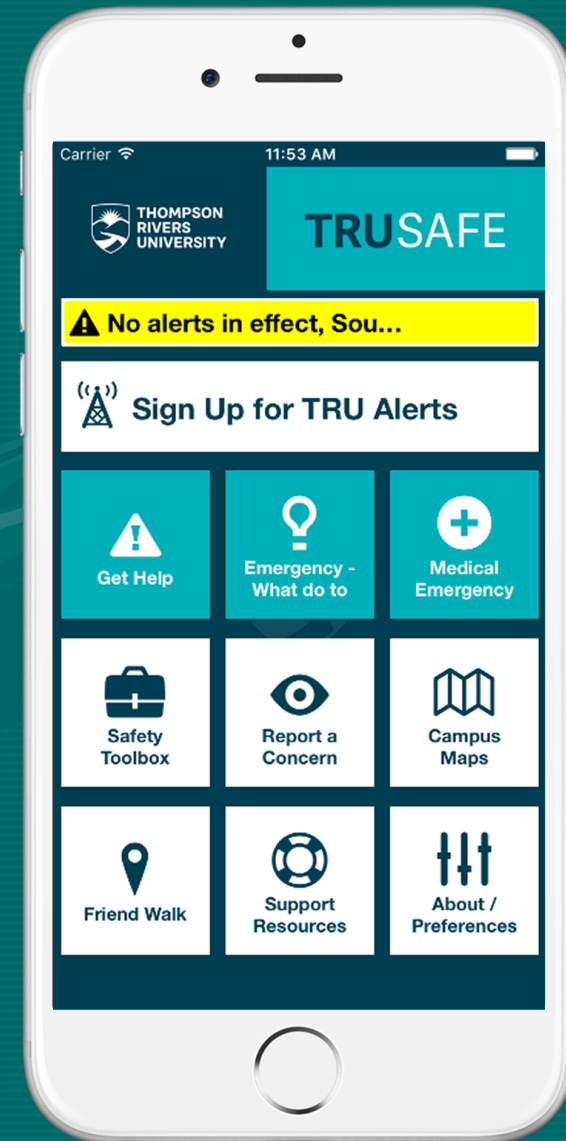 Carrier 11:53 AM
THOMPSON
RIVERS
UNIVERSITY
TRUSAFE
No alerts in effect, Sou...
Sign Up for TRU Alerts
Get Help
Emergency -
What do to
Medical
Emergency
Safety
Toolbox
Report a
Concern
Campus
Maps
Friend Walk
Support
Resources
About /
Preferences